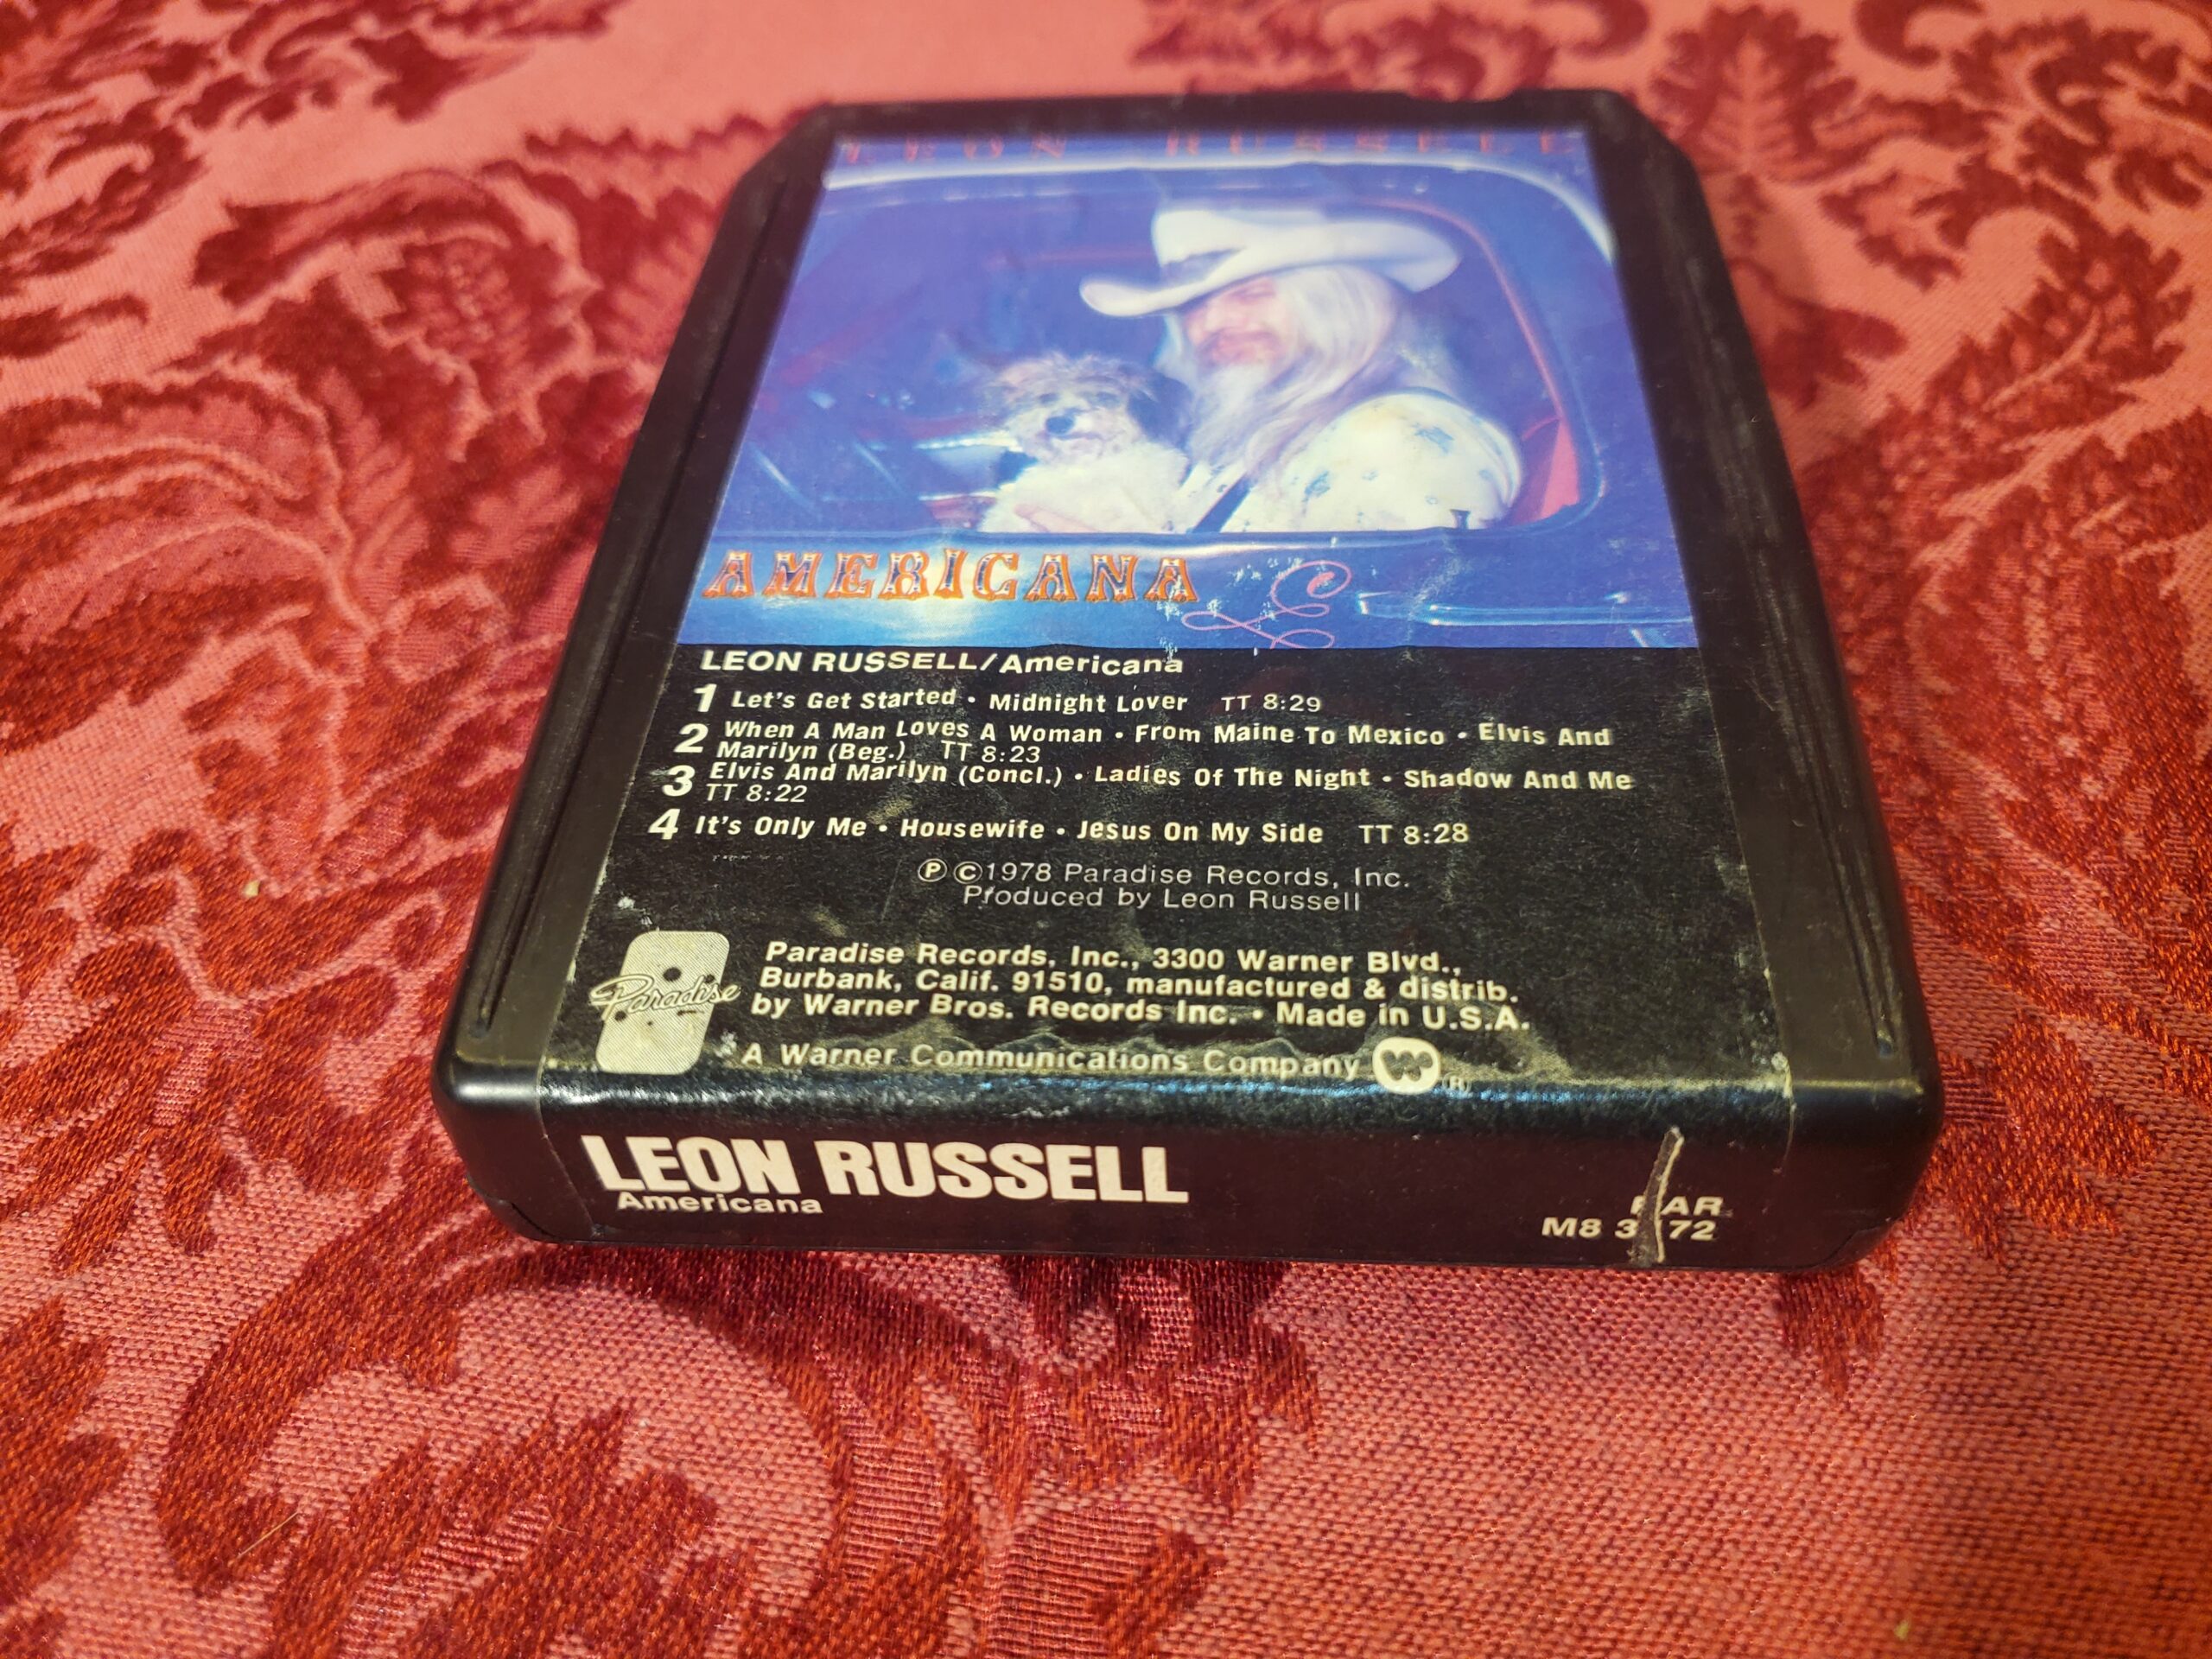 LEON RUSSELL
AMERICANA
LEON RUSSELL/Americana
1 Let's Get Started • Midnight Lover TT 8:29
2 When A Man Loves A Woman • From Maine To Mexico • Elvis And
Marilyn (Beg.) TT 8:23
3 Elvis And Marilyn (Concl.) • Ladies Of The Night • Shadow And Me
TT 8:22
4 It's Only Me • Housewife • Jesus On My Side TT 8:28
Ⓟ ©1978 Paradise Records, Inc.
Produced by Leon Russell
Paradise
Paradise Records, Inc., 3300 Warner Blvd.,
Burbank, Calif. 91510, manufactured & distrib.
by Warner Bros. Records Inc. • Made in U.S.A.
A Warner Communications Company W ®
LEON RUSSELL
Americana
PAR
M8